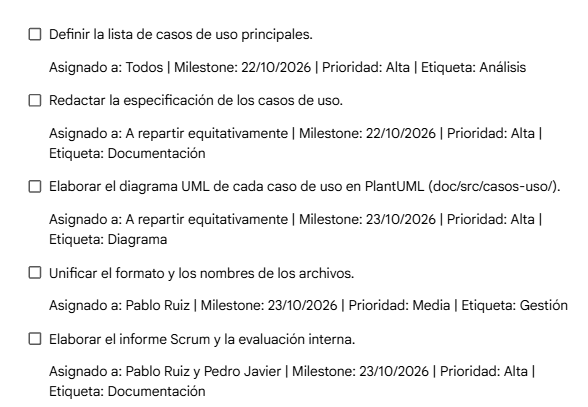 Definir la lista de casos de uso principales.
Asignado a: Todos | Milestone: 22/10/2026 | Prioridad: Alta | Etiqueta: Análisis
Redactar la especificación de los casos de uso.
Asignado a: A repartir equitativamente | Milestone: 22/10/2026 | Prioridad: Alta |
Etiqueta: Documentación
Elaborar el diagrama UML de cada caso de uso en PlantUML (doc/src/casos-uso/).
Asignado a: A repartir equitativamente | Milestone: 23/10/2026 | Prioridad: Alta |
Etiqueta: Diagrama
Unificar el formato y los nombres de los archivos.
Asignado a: Pablo Ruiz | Milestone: 23/10/2026 | Prioridad: Media | Etiqueta: Gestión
Elaborar el informe Scrum y la evaluación interna.
Asignado a: Pablo Ruiz y Pedro Javier | Milestone: 23/10/2026 | Prioridad: Alta |
Etiqueta: Documentación